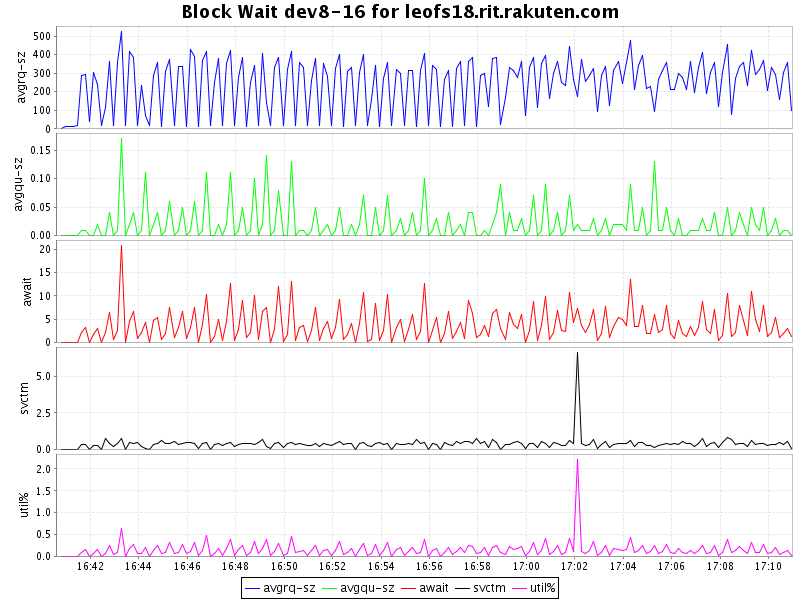 Block Wait dev8-16 for leofs18.rit.rakuten.com
avgrq-sz
500
400
300
200
100
0
avgqu-sz
0.15
0.10
0.05
0.00
await
20
15
10
5
0
svctm
5.0
2.5
0.0
util%
2.0
1.5
1.0
0.5
0.0
16:42 16:44 16:46 16:48 16:50 16:52 16:54 16:56 16:58 17:00 17:02 17:04 17:06 17:08 17:10
avgrq-sz avgqu-sz await svctm util%